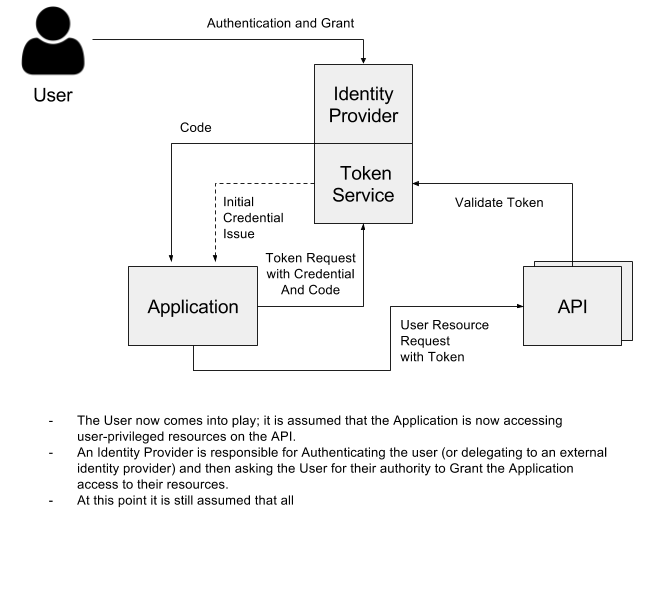 Authentication and Grant
User
Identity
Provider
Code
Token
Service
Initial
Credential
Issue
Validate Token
Token Request
with Credential
And Code
Application
API
User Resource
Request
with Token
- The User now comes into play; it is assumed that the Application is now accessing
user-privileged resources on the API.
- An Identity Provider is responsible for Authenticating the user (or delegating to an external
identity provider) and then asking the User for their authority to Grant the Application
access to their resources.
- At this point it is still assumed that all